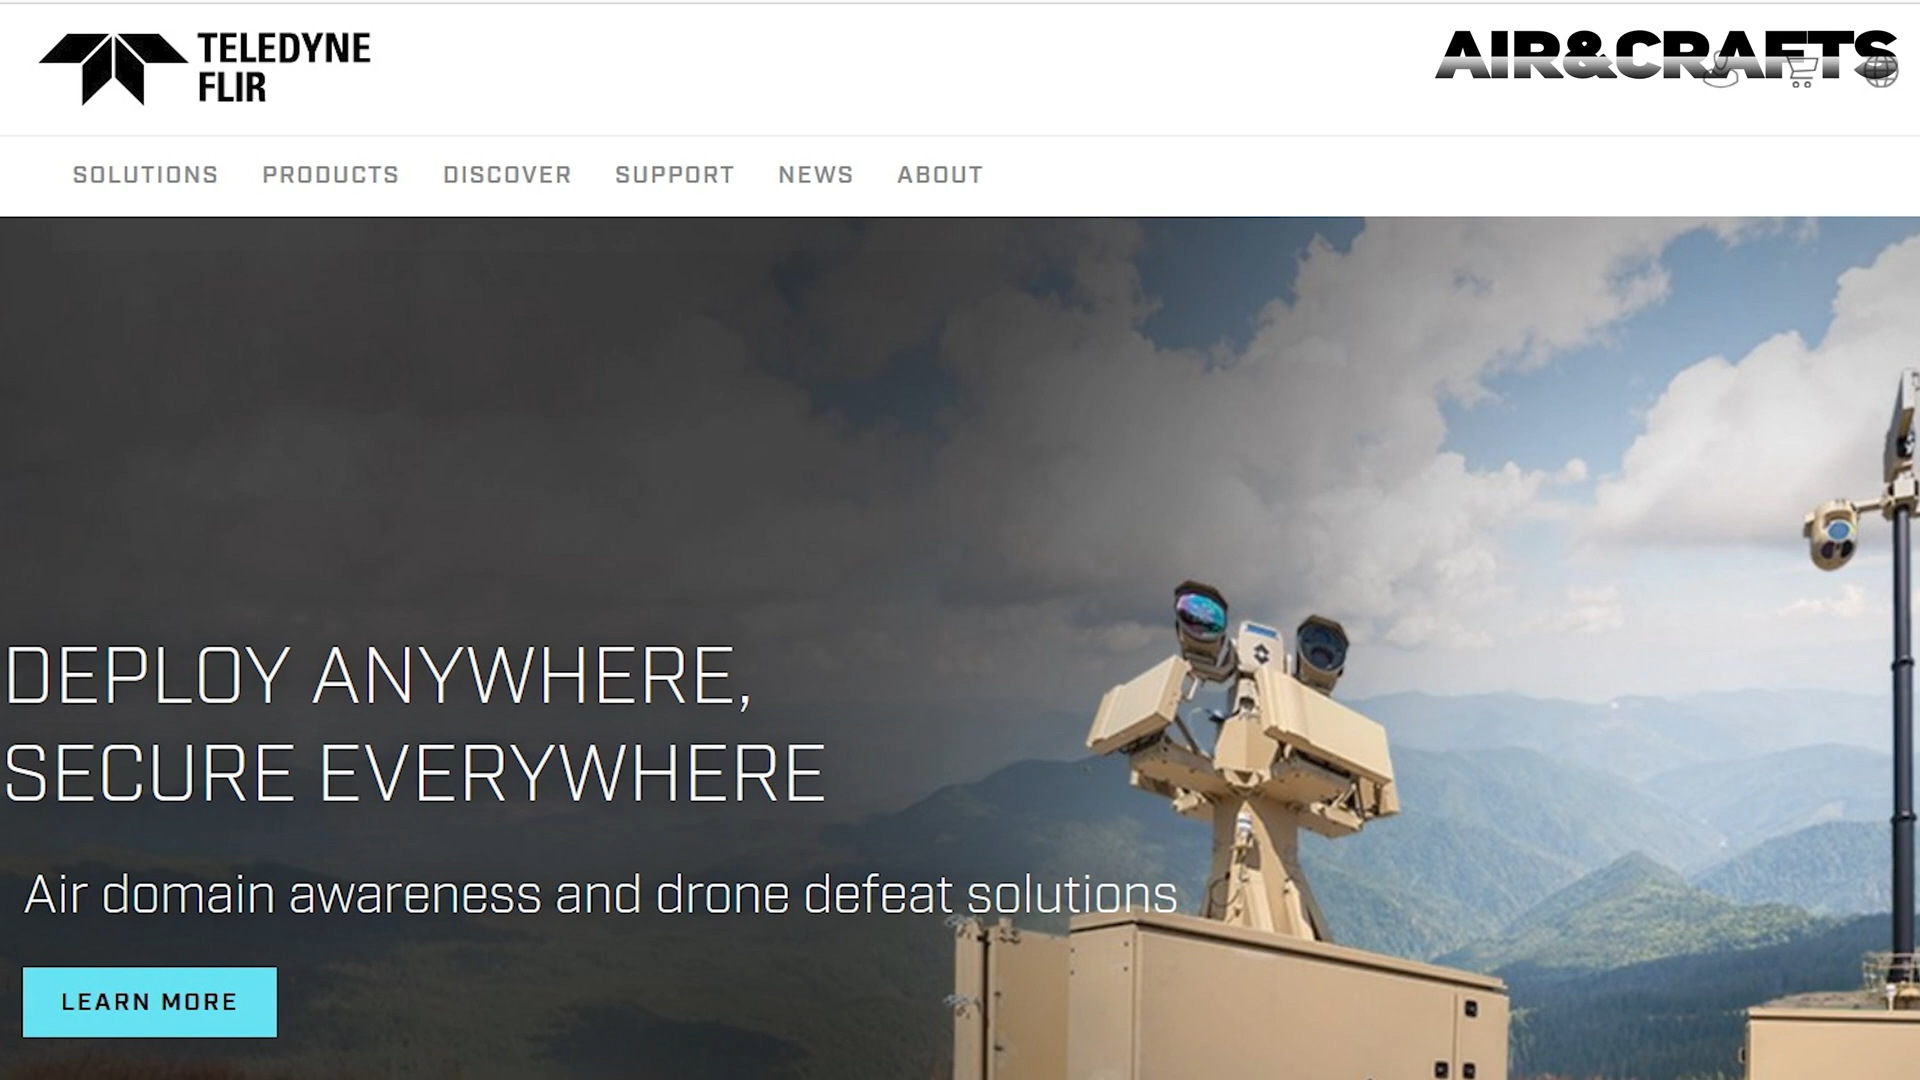 TELEDYNE
FLIR
AIR&CRAFTS
SOLUTIONS PRODUCTS DISCOVER SUPPORT NEWS ABOUT
DEPLOY ANYWHERE,
SECURE EVERYWHERE
Air domain awareness and drone defeat solutions
LEARN MORE